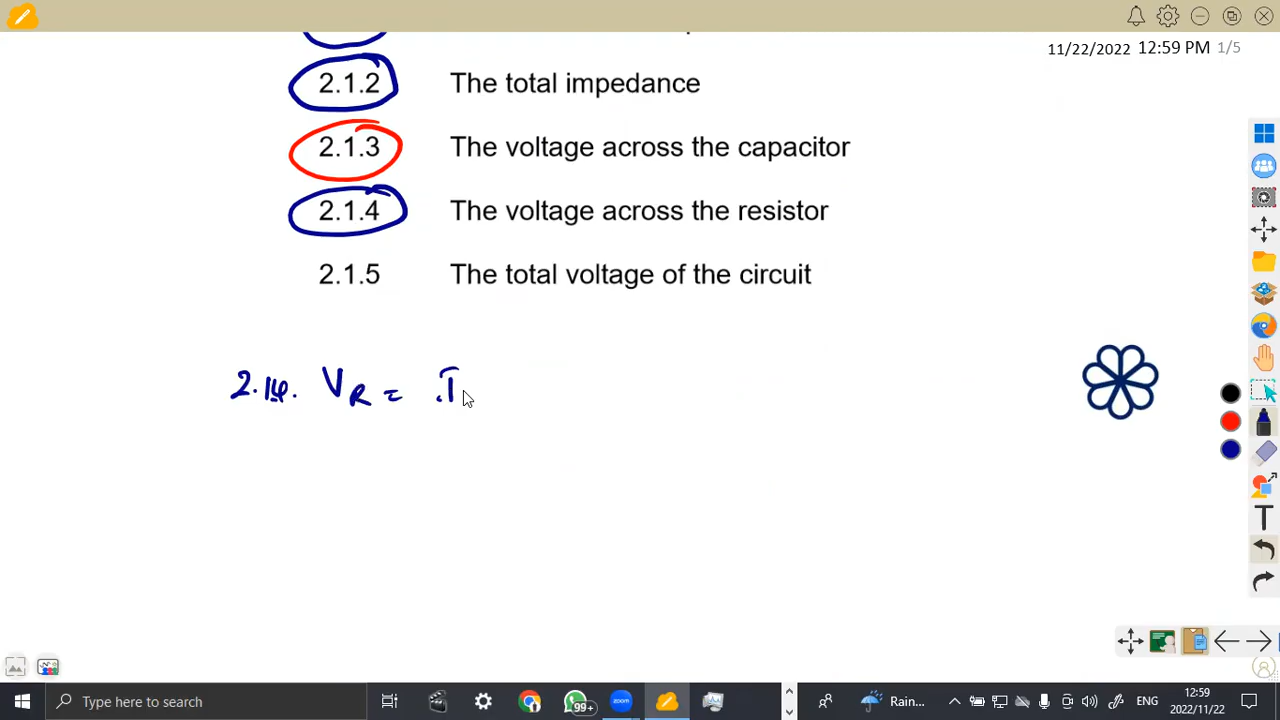 11/22/2022 12:59 PM 1/5
2.1.2 The total impedance
2.1.3 The voltage across the capacitor
2.1.4 The voltage across the resistor
2.1.5 The total voltage of the circuit
2.14. VR = .I
T
Type here to search
99+
zoom
Rain...
ENG
12:59
2022/11/22